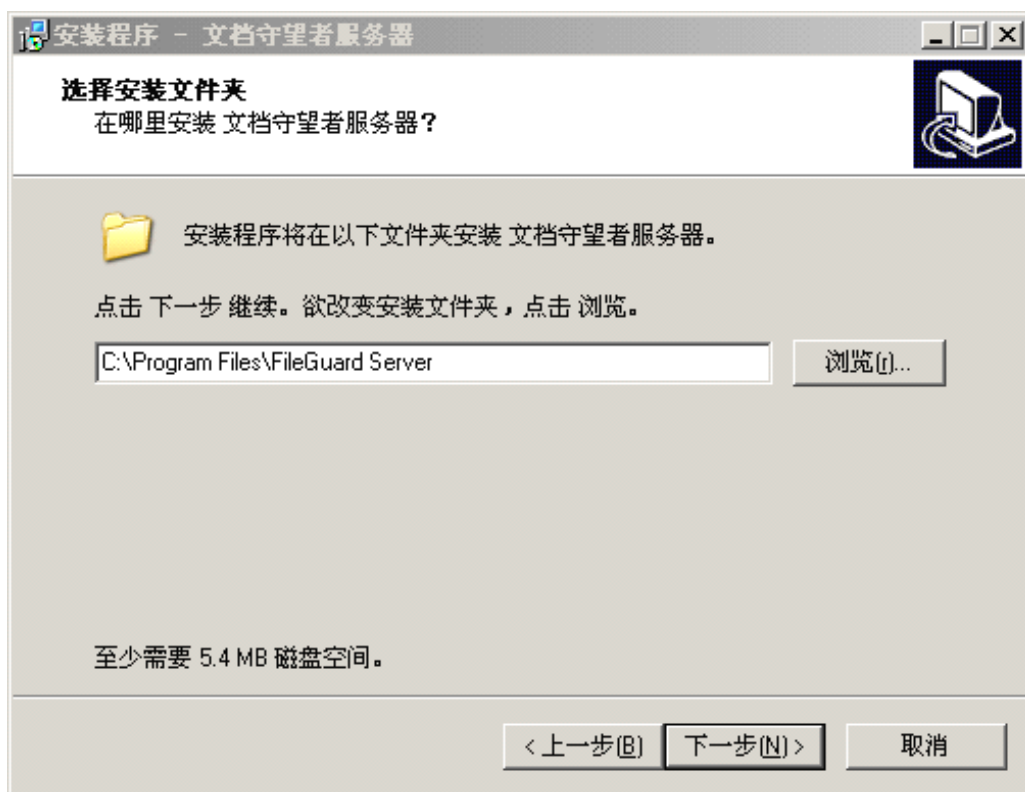 安装程序 - 文档守望者服务器
选择安装文件夹
在哪里安装 文档守望者服务器？
安装程序将在以下文件夹安装 文档守望者服务器。
点击 下一步 继续。欲改变安装文件夹，点击 浏览。
C:\Program Files\FileGuard Server
浏览(r)...
至少需要 5.4 MB 磁盘空间。
< 上一步(B)
下一步(N) >
取消